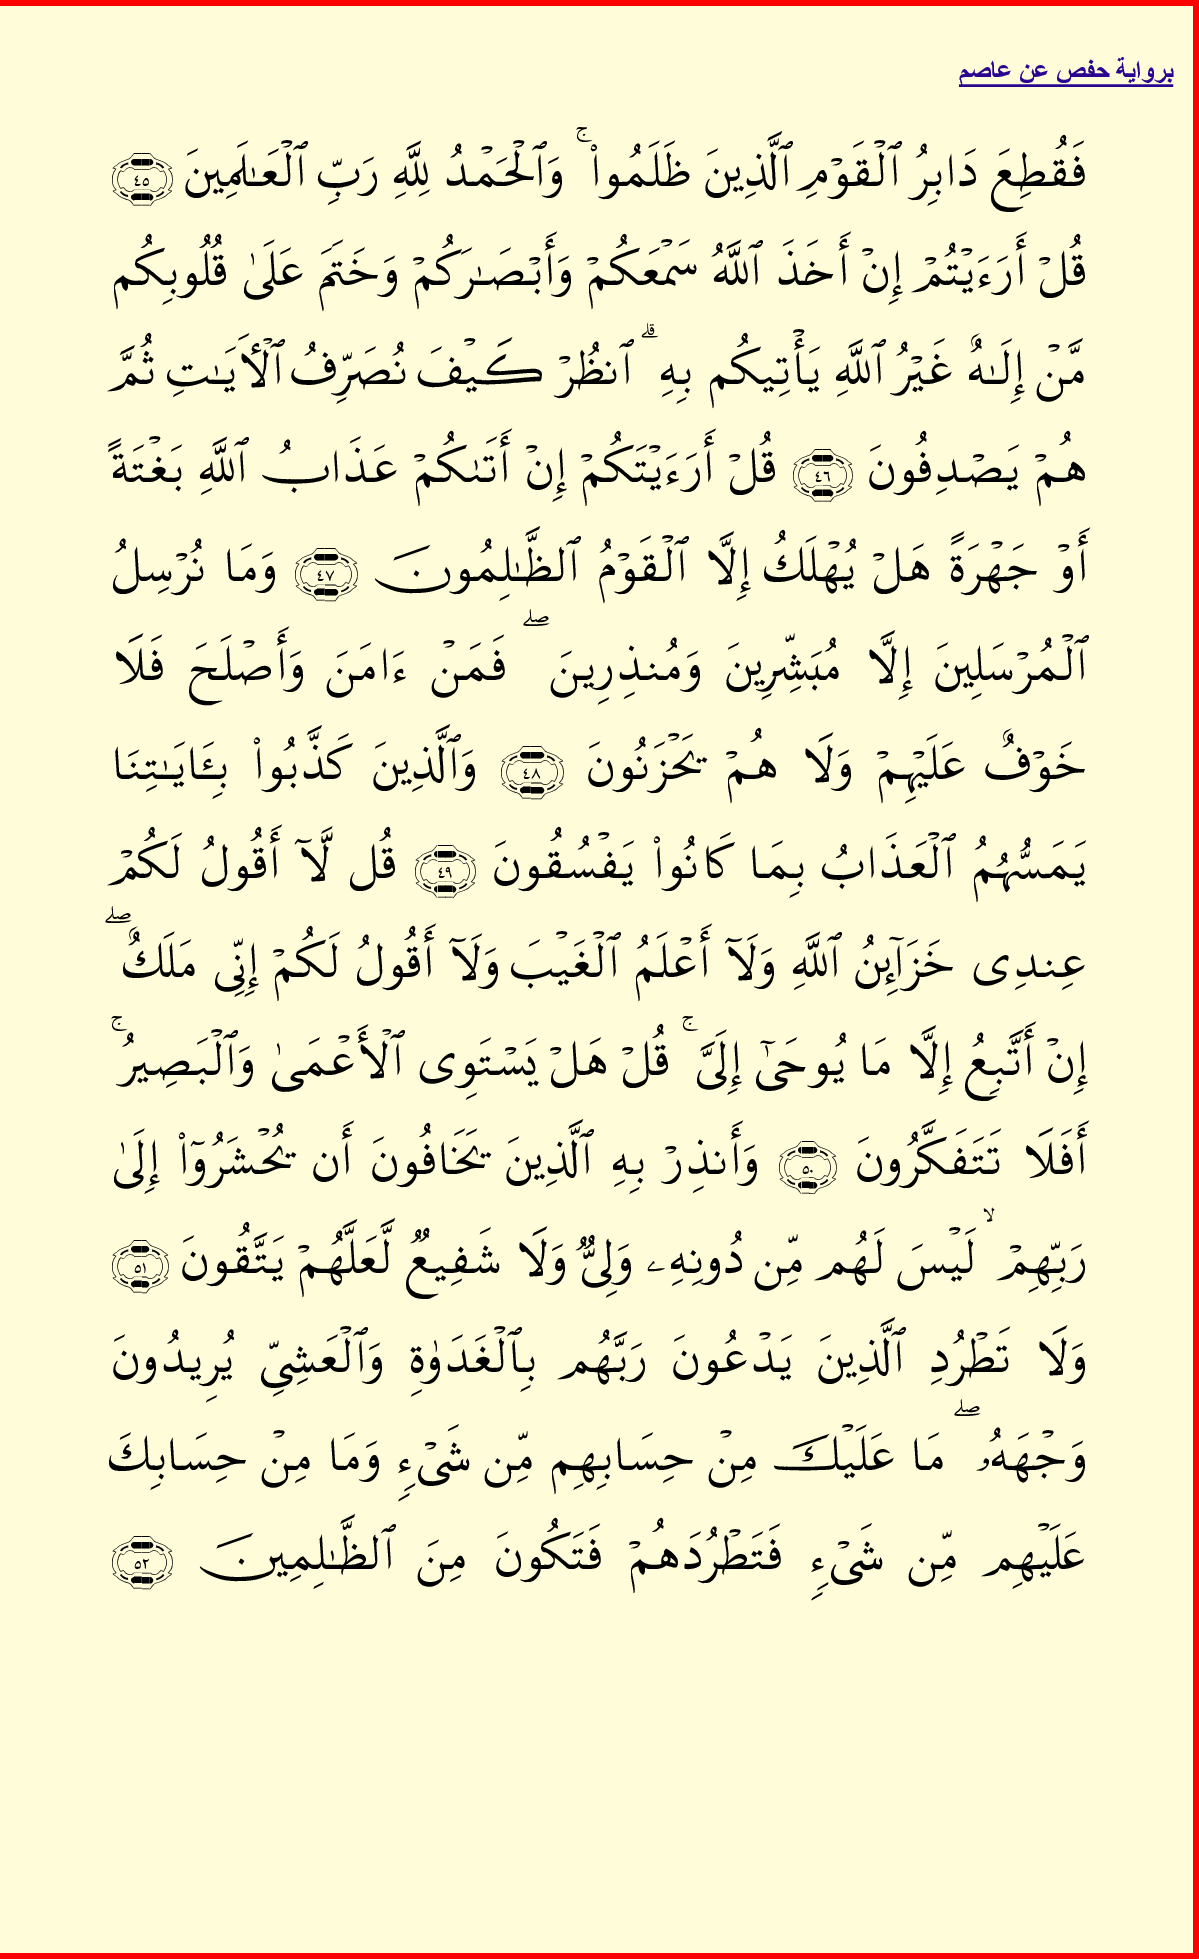 برواية حفص عن عاصم
فَقُطِعَ دَابِرُ ٱلۡقَوۡمِ ٱلَّذِينَ ظَلَمُواْۚ وَٱلۡحَمۡدُ لِلَّهِ رَبِّ ٱلۡعَٰلَمِينَ ٤٥
قُلۡ أَرَءَيۡتُمۡ إِنۡ أَخَذَ ٱللَّهُ سَمۡعَكُمۡ وَأَبۡصَٰرَكُمۡ وَخَتَمَ عَلَىٰ قُلُوبِكُم
مَّنۡ إِلَٰهٌ غَيۡرُ ٱللَّهِ يَأۡتِيكُم بِهِۗ ٱنظُرۡ كَيۡفَ نُصَرِّفُ ٱلۡأٓيَٰتِ ثُمَّ
هُمۡ يَصۡدِفُونَ ٤٦ قُلۡ أَرَءَيۡتَكُمۡ إِنۡ أَتَىٰكُمۡ عَذَابُ ٱللَّهِ بَغۡتَةً
أَوۡ جَهۡرَةً هَلۡ يُهۡلَكُ إِلَّا ٱلۡقَوۡمُ ٱلظَّٰلِمُونَ ٤٧ وَمَا نُرۡسِلُ
ٱلۡمُرۡسَلِينَ إِلَّا مُبَشِّرِينَ وَمُنذِرِينَۖ فَمَنۡ ءَامَنَ وَأَصۡلَحَ فَلَا
خَوۡفٌ عَلَيۡهِمۡ وَلَا هُمۡ يَحۡزَنُونَ ٤٨ وَٱلَّذِينَ كَذَّبُواْ بِـَٔايَٰتِنَا
يَمَسُّهُمُ ٱلۡعَذَابُ بِمَا كَانُواْ يَفۡسُقُونَ ٤٩ قُل لَّآ أَقُولُ لَكُمۡ
عِندِي خَزَآئِنُ ٱللَّهِ وَلَآ أَعۡلَمُ ٱلۡغَيۡبَ وَلَآ أَقُولُ لَكُمۡ إِنِّي مَلَكٌۖ
إِنۡ أَتَّبِعُ إِلَّا مَا يُوحَىٰٓ إِلَيَّۚ قُلۡ هَلۡ يَسۡتَوِي ٱلۡأَعۡمَىٰ وَٱلۡبَصِيرُۚ
أَفَلَا تَتَفَكَّرُونَ ٥٠ وَأَنذِرۡ بِهِ ٱلَّذِينَ يَخَافُونَ أَن يُحۡشَرُوٓاْ إِلَىٰ
رَبِّهِمۡۙ لَيۡسَ لَهُم مِّن دُونِهِۦ وَلِيٌّ وَلَا شَفِيعٌ لَّعَلَّهُمۡ يَتَّقُونَ ٥١
وَلَا تَطۡرُدِ ٱلَّذِينَ يَدۡعُونَ رَبَّهُم بِٱلۡغَدَوٰةِ وَٱلۡعَشِيِّ يُرِيدُونَ
وَجۡهَهُۥۖ مَا عَلَيۡكَ مِنۡ حِسَابِهِم مِّن شَيۡءٍ وَمَا مِنۡ حِسَابِكَ
عَلَيۡهِم مِّن شَيۡءٍ فَتَطۡرُدَهُمۡ فَتَكُونَ مِنَ ٱلظَّٰلِمِينَ ٥٢